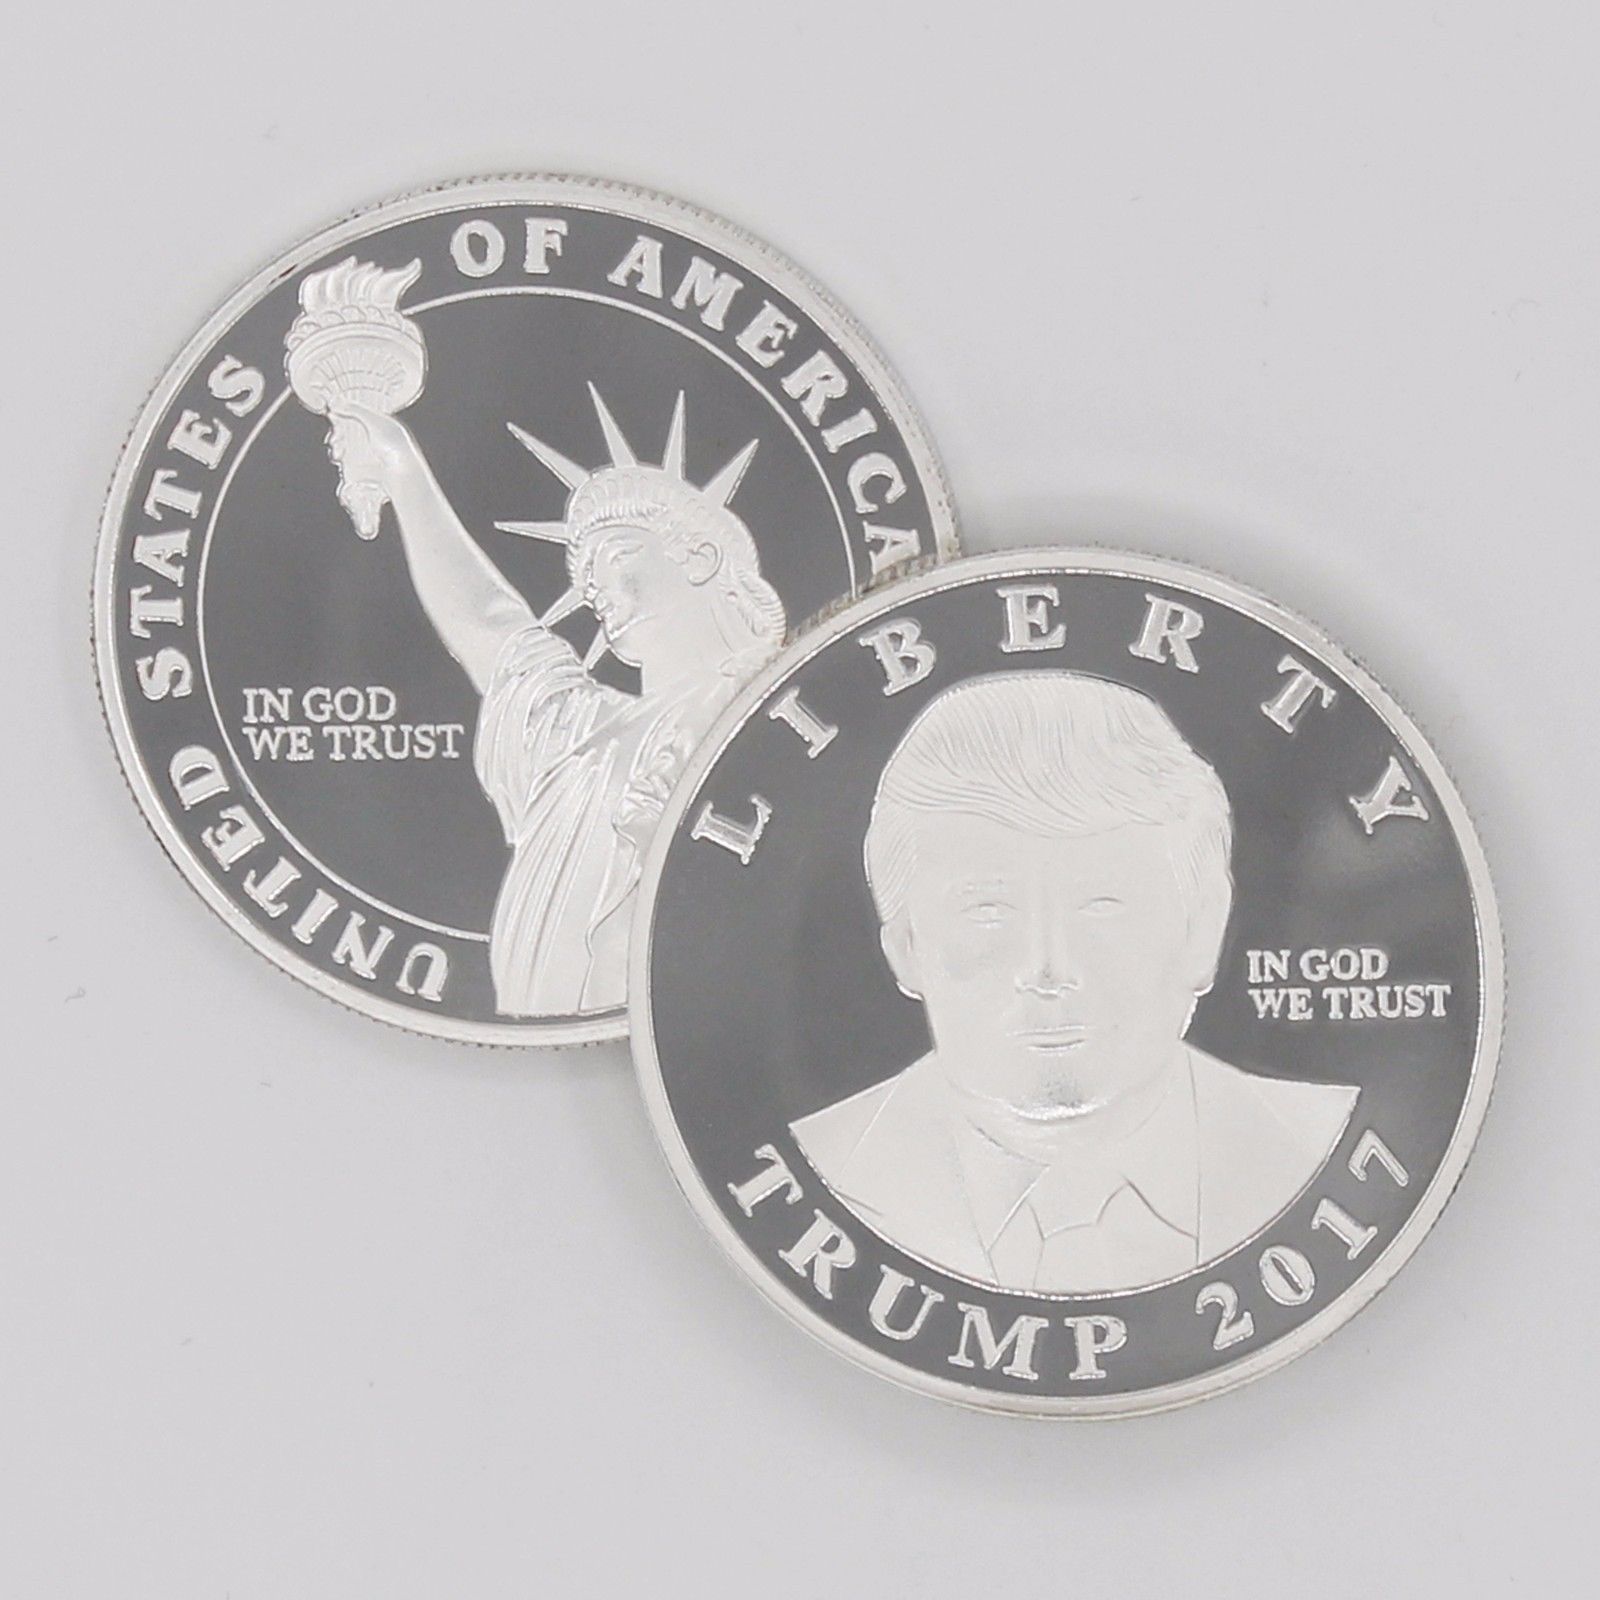 UNITED STATES OF AMERICA
IN GOD
WE TRUST
LIBERTY
IN GOD
WE TRUST
TRUMP 2017